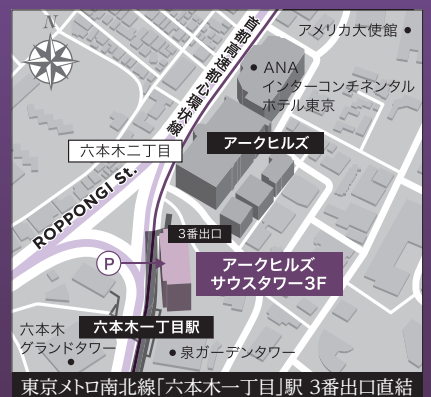 N
首都高速都心環状線
アメリカ大使館
ANA
インターコンチネンタル
ホテル東京
アークヒルズ
六本木二丁目
ROPPONGI St.
3番出口
P
アークヒルズ
サウスタワー3F
六本木一丁目駅
六本木
グランドタワー
泉ガーデンタワー
東京メトロ南北線「六本木一丁目」駅 3番出口直結